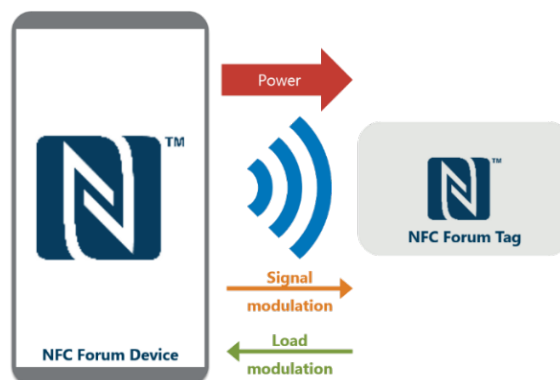 Power
TM
TM
NFC Forum Tag
Signal
modulation
Load
modulation
NFC Forum Device